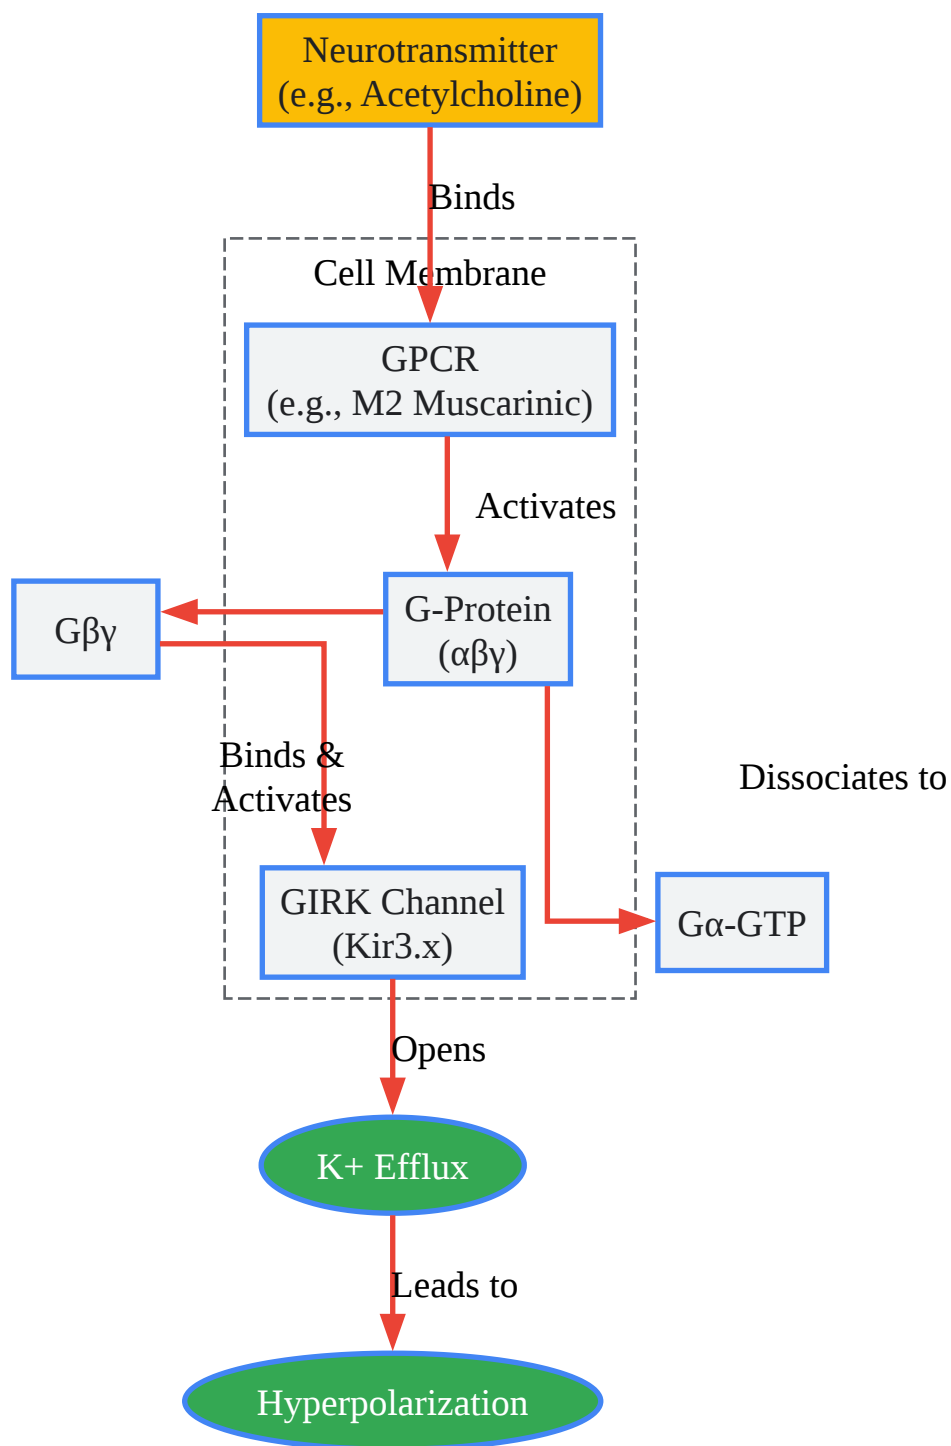 Neurotransmitter
(e.g., Acetylcholine)
Binds
Cell Membrane
GPCR
(e.g., M2 Muscarinic)
Activates
G-Protein
(αβγ)
Gβγ
Binds &
Activates
Dissociates to
GIRK Channel
(Kir3.x)
Gα-GTP
Opens
K+ Efflux
Leads to
Hyperpolarization